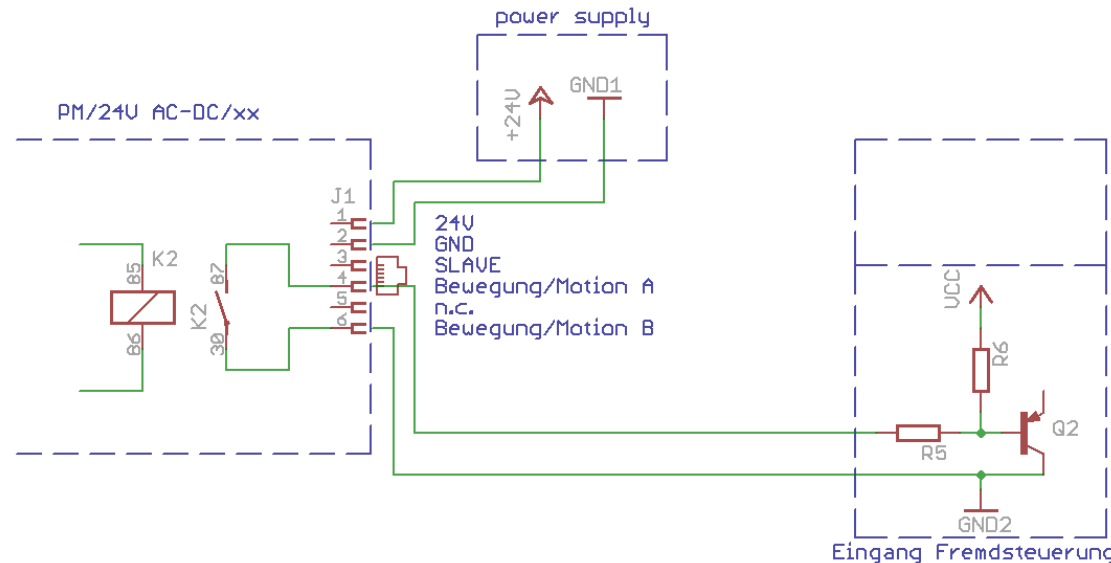 power supply
GND1
+24V
PM/24V AC-DC/xx
J1
1
24V
2
GND
3
SLAVE
4
Bewegung/Motion A
5
n.c.
6
Bewegung/Motion B
K2
85
86
K2
87
30
VCC
R6
R5
Q2
GND2
Eingang Fremdsteuerung